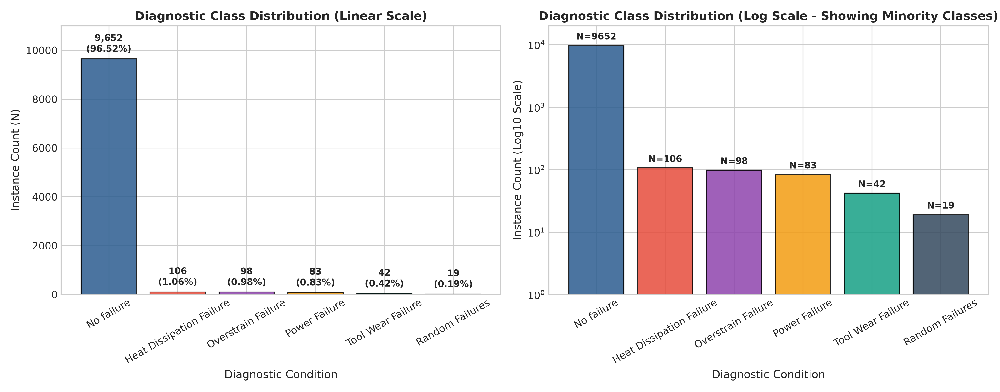 Diagnostic Class Distribution (Linear Scale)
Instance Count (N)
10000
8000
6000
4000
2000
0
9,652
(96.52%)
106
(1.06%)
98
(0.98%)
83
(0.83%)
42
(0.42%)
19
(0.19%)
No failure
Heat Dissipation Failure
Overstrain Failure
Power Failure
Tool Wear Failure
Random Failures
Diagnostic Condition
Diagnostic Class Distribution (Log Scale - Showing Minority Classes)
Instance Count (Log10 Scale)
10⁴
10³
10²
10¹
10⁰
N=9652
N=106
N=98
N=83
N=42
N=19
No failure
Heat Dissipation Failure
Overstrain Failure
Power Failure
Tool Wear Failure
Random Failures
Diagnostic Condition